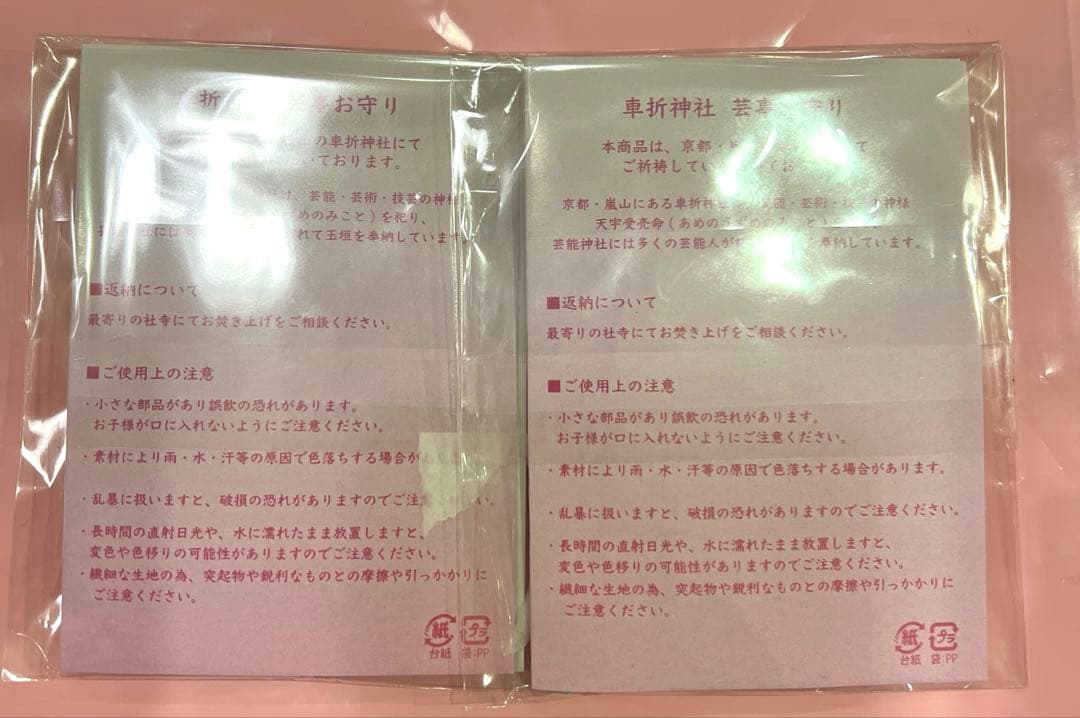 折 事お守り
の車折神社にて
いております。
は、芸能・芸術・技芸の神様
めのみこと)を祀り、
れて玉垣を奉納しています。
■返納について
最寄りの社寺にてお焚き上げをご相談ください。
■ご使用上の注意
・小さな部品があり誤飲の恐れがあります。
お子様が口に入れないようにご注意ください。
・素材により雨・水・汗等の原因で色落ちする場合が
・乱暴に扱いますと、破損の恐れがありますのでご注 い。
・長時間の直射日光や、水に濡れたまま放置しますと、
変色や色移りの可能性がありますのでご注意ください。
・繊細な生地の為、突起物や鋭利なものとの摩擦や引っかかりに
ご注意ください。
紙 プラ
台紙 袋:PP
車折神社 芸事 守り
本商品は、京都・ て
ご祈祷してい お
京都・嵐山にある車折神 能・芸術・技 神様
天宇受売命(あめの と
芸能神社には多くの芸能人が 奉納しています。
■返納について
最寄りの社寺にてお焚き上げをご相談ください。
■ご使用上の注意
・小さな部品があり誤飲の恐れがあります。
お子様が口に入れないようにご注意ください。
・素材により雨・水・汗等の原因で色落ちする場合があります。
・乱暴に扱いますと、破損の恐れがありますのでご注意ください。
・長時間の直射日光や、水に濡れたまま放置しますと、
変色や色移りの可能性がありますのでご注意ください。
・繊細な生地の為、突起物や鋭利なものとの摩擦や引っかかりに
ご注意ください。
紙 プラ
台紙 袋:PP